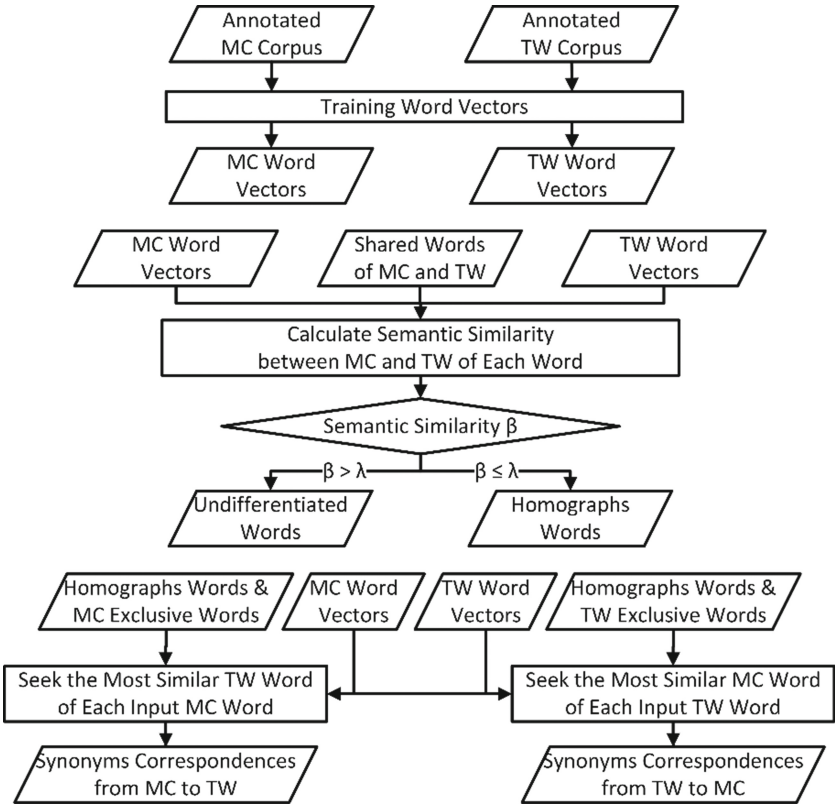 Annotated
MC Corpus
Annotated
TW Corpus
Training Word Vectors
MC Word
Vectors
TW Word
Vectors
MC Word
Vectors
Shared Words
of MC and TW
TW Word
Vectors
Calculate Semantic Similarity
between MC and TW of Each Word
Semantic Similarity β
β > λ
β ≤ λ
Undifferentiated
Words
Homographs
Words
Homographs Words &
MC Exclusive Words
MC Word
Vectors
TW Word
Vectors
Homographs Words &
TW Exclusive Words
Seek the Most Similar TW Word
of Each Input MC Word
Seek the Most Similar MC Word
of Each Input TW Word
Synonyms Correspondences
from MC to TW
Synonyms Correspondences
from TW to MC